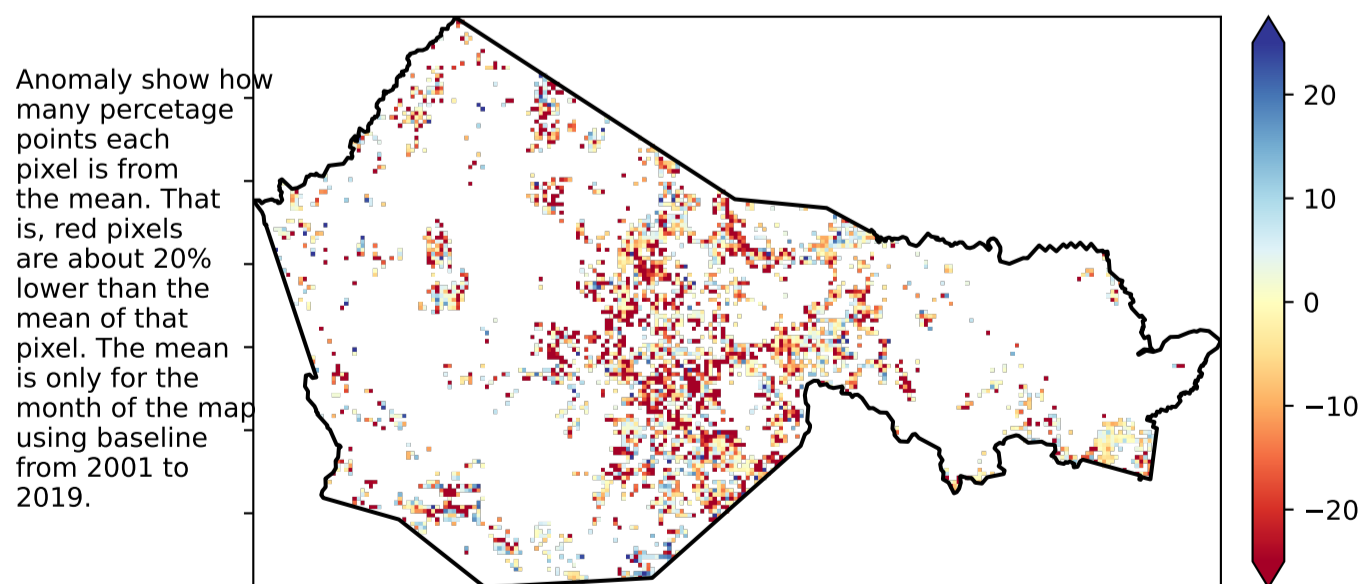 Anomaly show how
many percetage
points each
pixel is from
the mean. That
is, red pixels
are about 20%
lower than the
mean of that
pixel. The mean
is only for the
month of the map
using baseline
from 2001 to
2019.
20
10
0
−10
−20